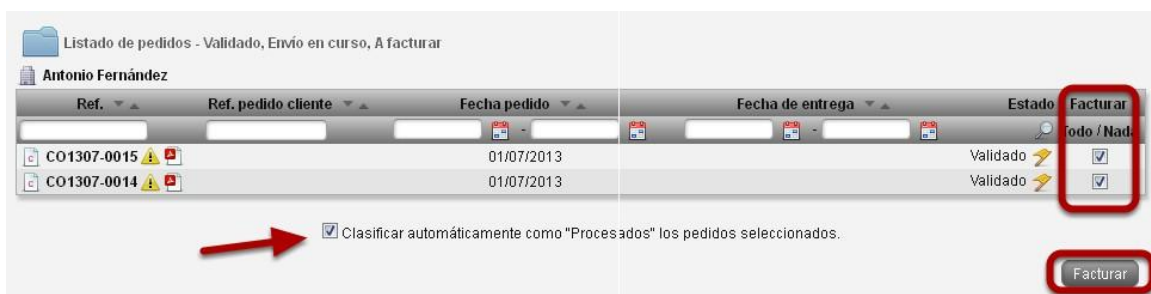 Listado de pedidos - Validado, Envío en curso, A facturar
Antonio Fernández
Ref. Ref. pedido cliente Fecha pedido Fecha de entrega Estado Facturar
- - Todo / Nada
CO1307-0015 01/07/2013 Validado
CO1307-0014 01/07/2013 Validado
Clasificar automáticamente como "Procesados" los pedidos seleccionados.
Facturar